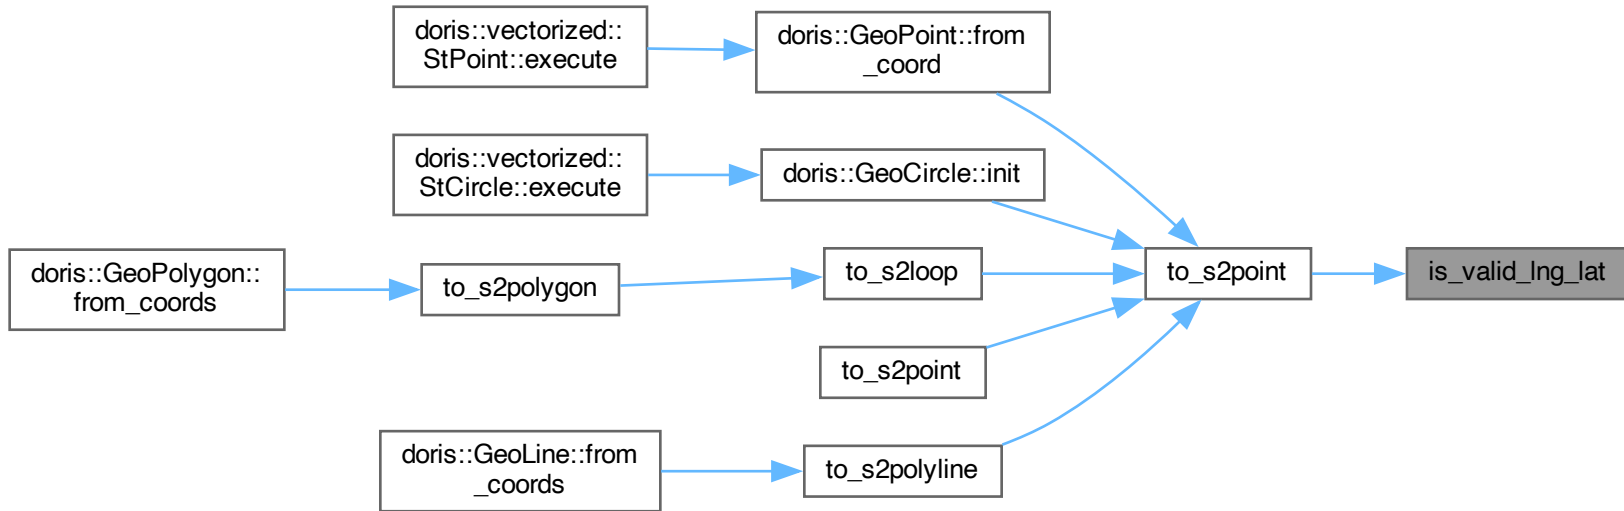 doris::vectorized::
StPoint::execute
doris::GeoPoint::from
_coord
doris::vectorized::
StCircle::execute
doris::GeoCircle::init
doris::GeoPolygon::
from_coords
to_s2polygon
to_s2loop
to_s2point
is_valid_lng_lat
to_s2point
doris::GeoLine::from
_coords
to_s2polyline